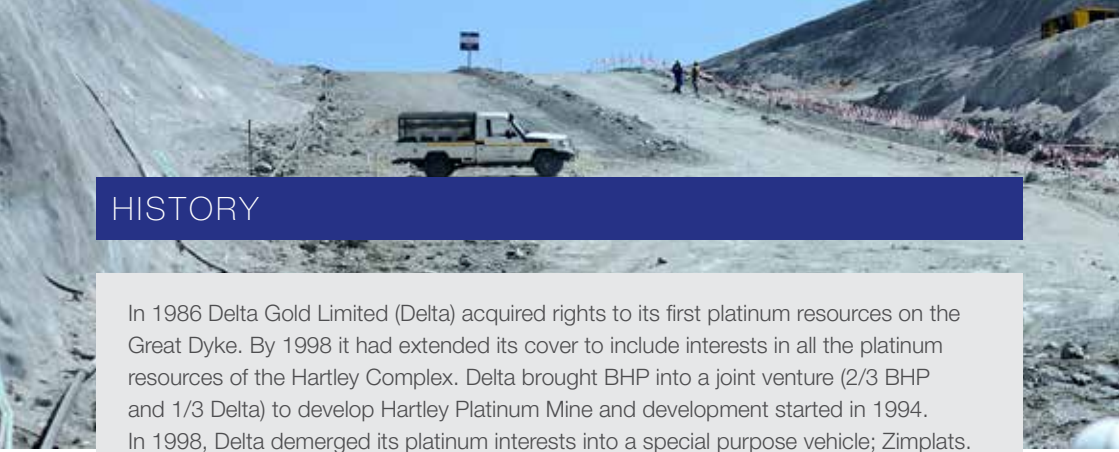 HISTORY
In 1986 Delta Gold Limited (Delta) acquired rights to its first platinum resources on the
Great Dyke. By 1998 it had extended its cover to include interests in all the platinum
resources of the Hartley Complex. Delta brought BHP into a joint venture (2/3 BHP
and 1/3 Delta) to develop Hartley Platinum Mine and development started in 1994.
In 1998, Delta demerged its platinum interests into a special purpose vehicle; Zimplats.